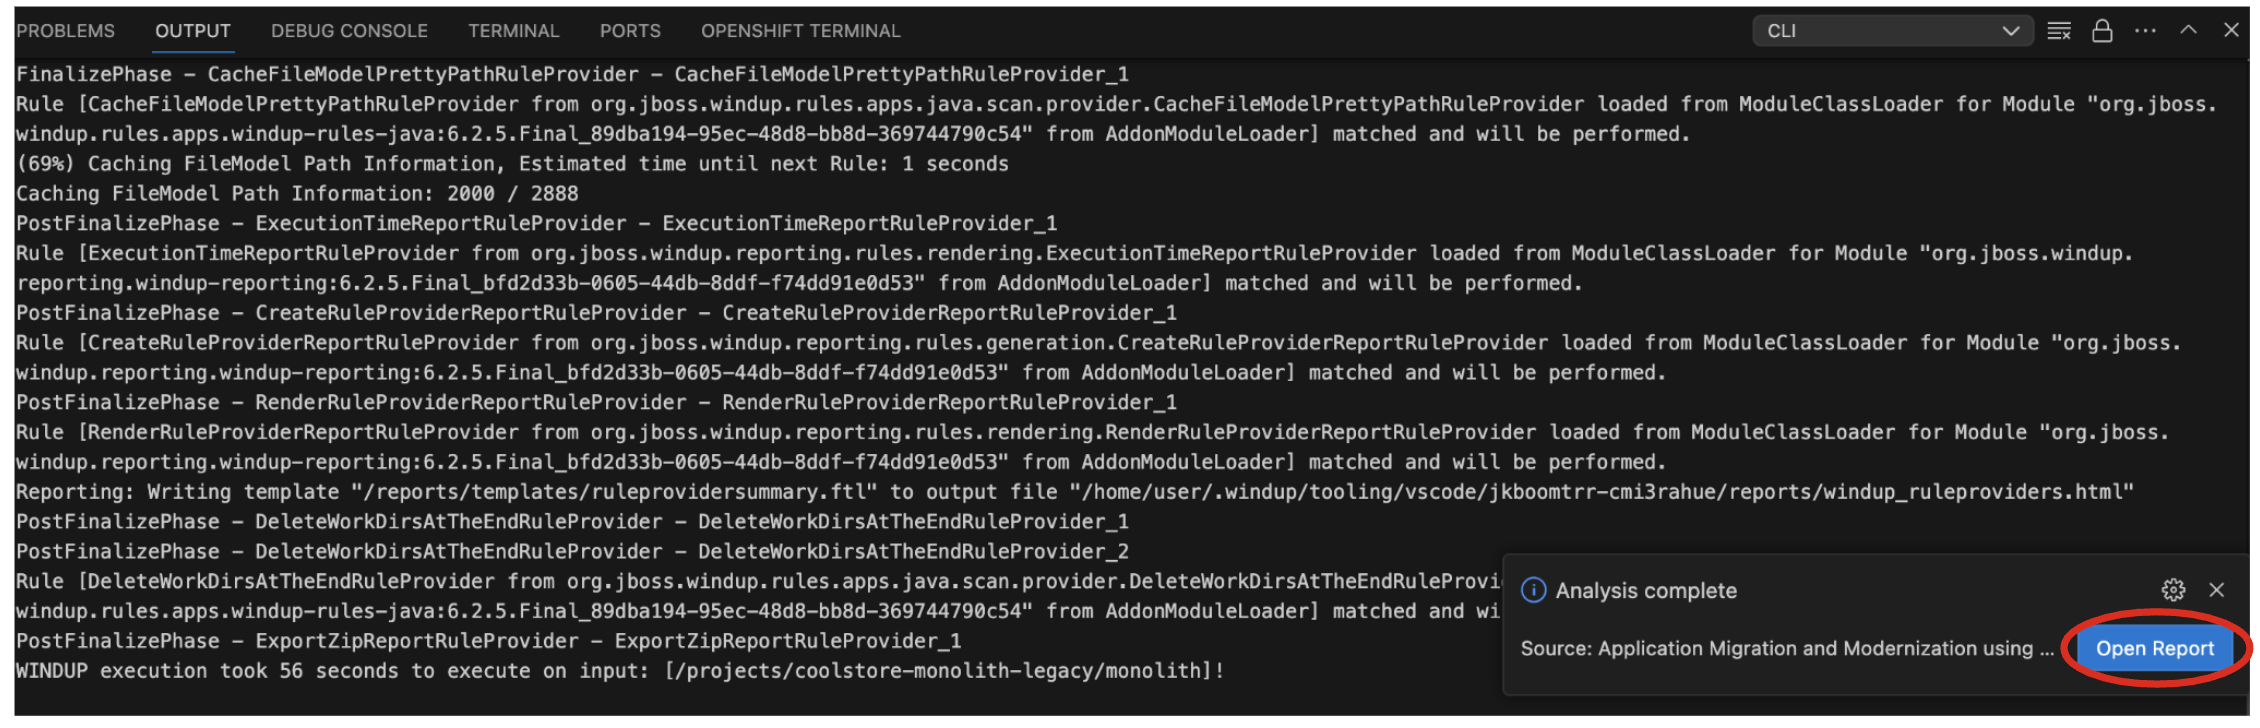 PROBLEMS OUTPUT DEBUG CONSOLE TERMINAL PORTS OPENSHIFT TERMINAL CLI
FinalizePhase - CacheFileModelPrettyPathRuleProvider - CacheFileModelPrettyPathRuleProvider_1
Rule [CacheFileModelPrettyPathRuleProvider from org.jboss.windup.rules.apps.java.scan.provider.CacheFileModelPrettyPathRuleProvider loaded from ModuleClassLoader for Module "org.jboss.
windup.rules.apps.windup-rules-java:6.2.5.Final_89dba194-95ec-48d8-bb8d-369744790c54" from AddonModuleLoader] matched and will be performed.
(69%) Caching FileModel Path Information, Estimated time until next Rule: 1 seconds
Caching FileModel Path Information: 2000 / 2888
PostFinalizePhase - ExecutionTimeReportRuleProvider - ExecutionTimeReportRuleProvider_1
Rule [ExecutionTimeReportRuleProvider from org.jboss.windup.reporting.rules.rendering.ExecutionTimeReportRuleProvider loaded from ModuleClassLoader for Module "org.jboss.windup.
reporting.windup-reporting:6.2.5.Final_bfd2d33b-0605-44db-8ddf-f74dd91e0d53" from AddonModuleLoader] matched and will be performed.
PostFinalizePhase - CreateRuleProviderReportRuleProvider - CreateRuleProviderReportRuleProvider_1
Rule [CreateRuleProviderReportRuleProvider from org.jboss.windup.reporting.rules.generation.CreateRuleProviderReportRuleProvider loaded from ModuleClassLoader for Module "org.jboss.
windup.reporting.windup-reporting:6.2.5.Final_bfd2d33b-0605-44db-8ddf-f74dd91e0d53" from AddonModuleLoader] matched and will be performed.
PostFinalizePhase - RenderRuleProviderReportRuleProvider - RenderRuleProviderReportRuleProvider_1
Rule [RenderRuleProviderReportRuleProvider from org.jboss.windup.reporting.rules.rendering.RenderRuleProviderReportRuleProvider loaded from ModuleClassLoader for Module "org.jboss.
windup.reporting.windup-reporting:6.2.5.Final_bfd2d33b-0605-44db-8ddf-f74dd91e0d53" from AddonModuleLoader] matched and will be performed.
Reporting: Writing template "/reports/templates/ruleprovidersummary.ftl" to output file "/home/user/.windup/tooling/vscode/jkboomtrr-cmi3rahue/reports/windup_ruleproviders.html"
PostFinalizePhase - DeleteWorkDirsAtTheEndRuleProvider - DeleteWorkDirsAtTheEndRuleProvider_1
PostFinalizePhase - DeleteWorkDirsAtTheEndRuleProvider - DeleteWorkDirsAtTheEndRuleProvider_2
Rule [DeleteWorkDirsAtTheEndRuleProvider from org.jboss.windup.rules.apps.java.scan.provider.DeleteWorkDirsAtTheEndRuleProvi
windup.rules.apps.windup-rules-java:6.2.5.Final_89dba194-95ec-48d8-bb8d-369744790c54" from AddonModuleLoader] matched and wi
PostFinalizePhase - ExportZipReportRuleProvider - ExportZipReportRuleProvider_1
WINDUP execution took 56 seconds to execute on input: [/projects/coolstore-monolith-legacy/monolith]!
Analysis complete
Source: Application Migration and Modernization using ... Open Report